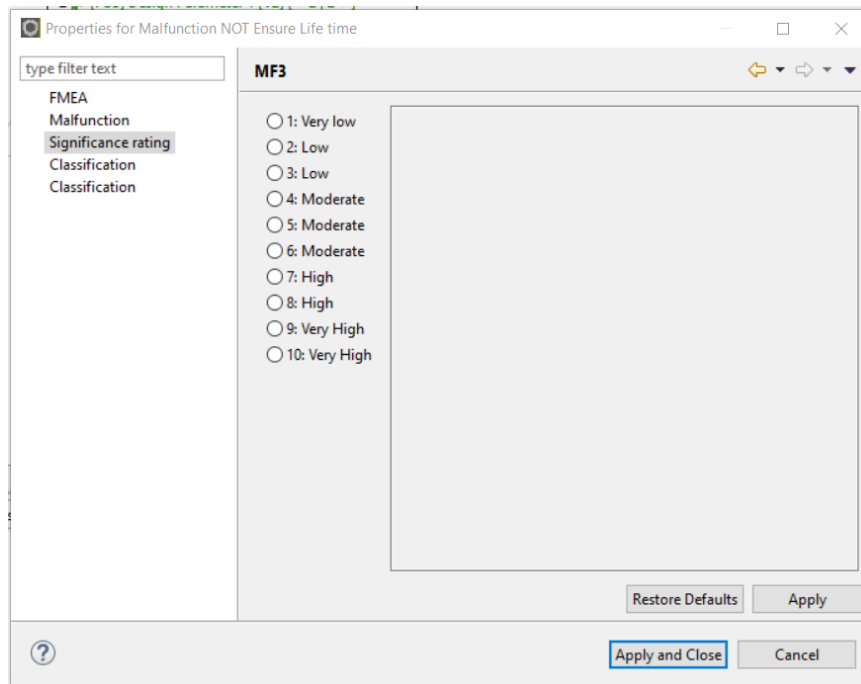 Properties for Malfunction NOT Ensure Life time
type filter text
FMEA
Malfunction
Significance rating
Classification
Classification
MF3
1: Very low
2: Low
3: Low
4: Moderate
5: Moderate
6: Moderate
7: High
8: High
9: Very High
10: Very High
Restore Defaults
Apply
?
Apply and Close
Cancel